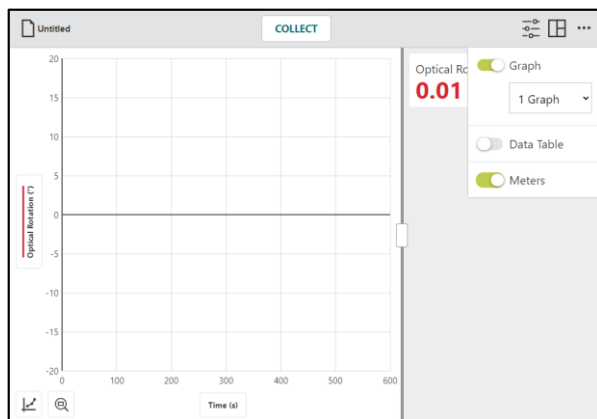 Untitled
COLLECT
Optical Ro
0.01
Graph
1 Graph
Data Table
Meters
20
15
10
5
0
-5
-10
-15
-20
Optical Rotation (°)
0 100 200 300 400 500 600
Time (s)